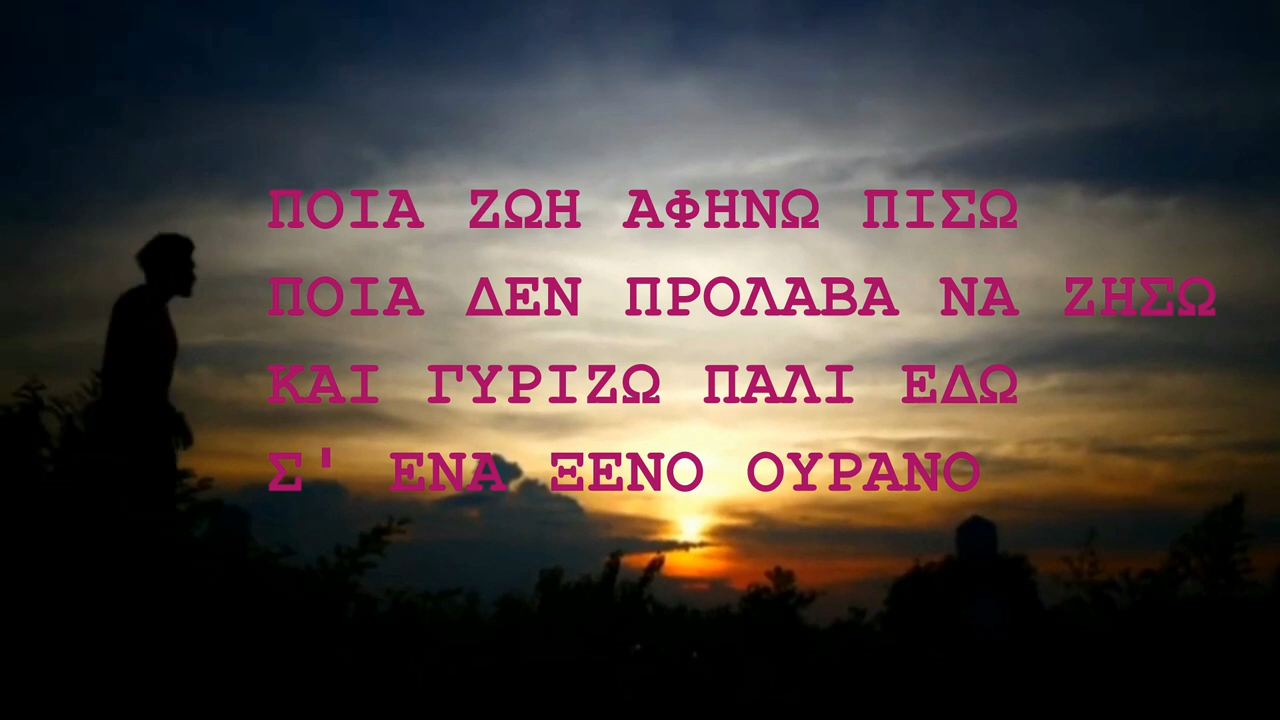 ΠΟΙΑ ΖΩΗ ΑΦΗΝΩ ΠΙΣΩ
ΠΟΙΑ ΔΕΝ ΠΡΟΛΑΒΑ ΝΑ ΖΗΣΩ
ΚΑΙ ΓΥΡΙΖΩ ΠΑΛΙ ΕΔΩ
Σ' ΕΝΑ ΞΕΝΟ ΟΥΡΑΝΟ